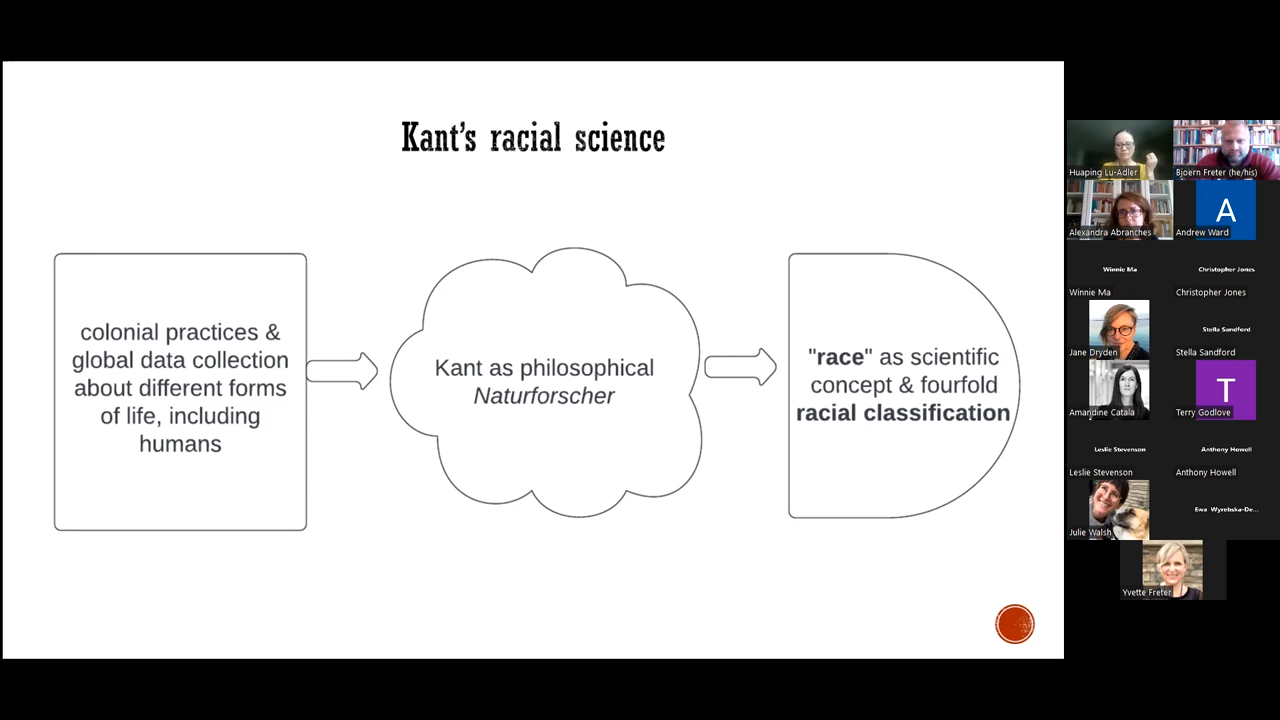 Kant's racial science
colonial practices &
global data collection
about different forms
of life, including
humans
Kant as philosophical
Naturforscher
"race" as scientific
concept & fourfold
racial classification
Huaping Lu-Adler
Bjoern Freter (he/his)
Alexandra Abranches
A
Andrew Ward
Winnie Ma
Winnie Ma
Christopher Jones
Christopher Jones
Jane Dryden
Stella Sandford
Stella Sandford
Amandine Catala
T
Terry Godlove
Leslie Stevenson
Leslie Stevenson
Anthony Howell
Anthony Howell
Julie Walsh
Ewa Wyrebska-De...
Yvette Freter